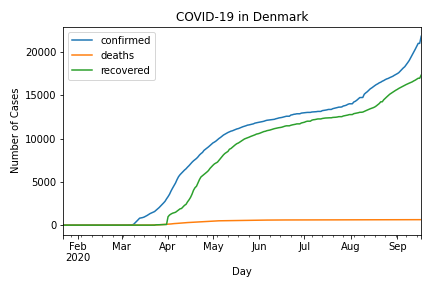 COVID-19 in Denmark
confirmed
deaths
recovered
Number of Cases
20000
15000
10000
5000
0
Feb Mar Apr May Jun Jul Aug Sep
2020
Day